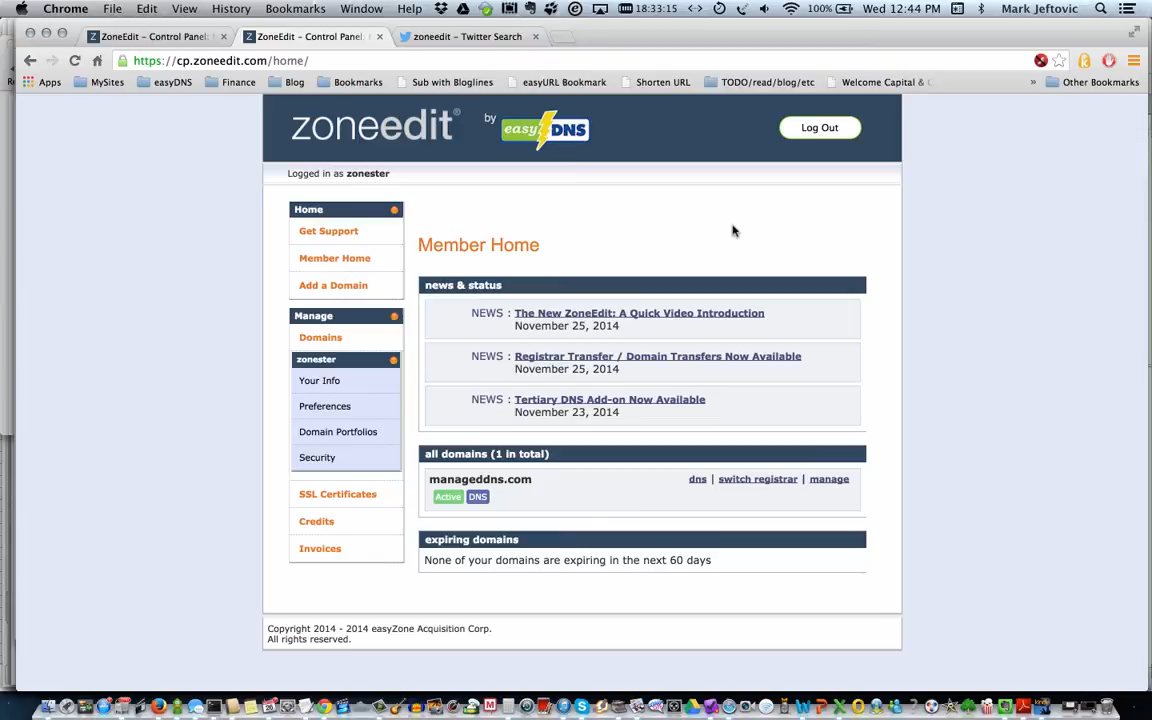 Chrome File Edit View History Bookmarks Window Help 18:33:15 100% Wed 12:44 PM Mark Jeftovic
ZoneEdit – Control Panel: ZoneEdit – Control Panel: zoneedit – Twitter Search
https://cp.zoneedit.com/home/
Apps MySites easyDNS Finance Blog Bookmarks Sub with Bloglines easyURL Bookmark Shorten URL TODO/read/blog/etc Welcome Capital & » Other Bookmarks
zoneedit® by easyDNS Log Out
Logged in as zonester
Home
Get Support
Member Home
Add a Domain
Manage
Domains
zonester
Your Info
Preferences
Domain Portfolios
Security
SSL Certificates
Credits
Invoices
Member Home
news & status
NEWS : The New ZoneEdit: A Quick Video Introduction
November 25, 2014
NEWS : Registrar Transfer / Domain Transfers Now Available
November 25, 2014
NEWS : Tertiary DNS Add-on Now Available
November 23, 2014
all domains (1 in total)
manageddns.com dns | switch registrar | manage
Active DNS
expiring domains
None of your domains are expiring in the next 60 days
Copyright 2014 - 2014 easyZone Acquisition Corp.
All rights reserved.